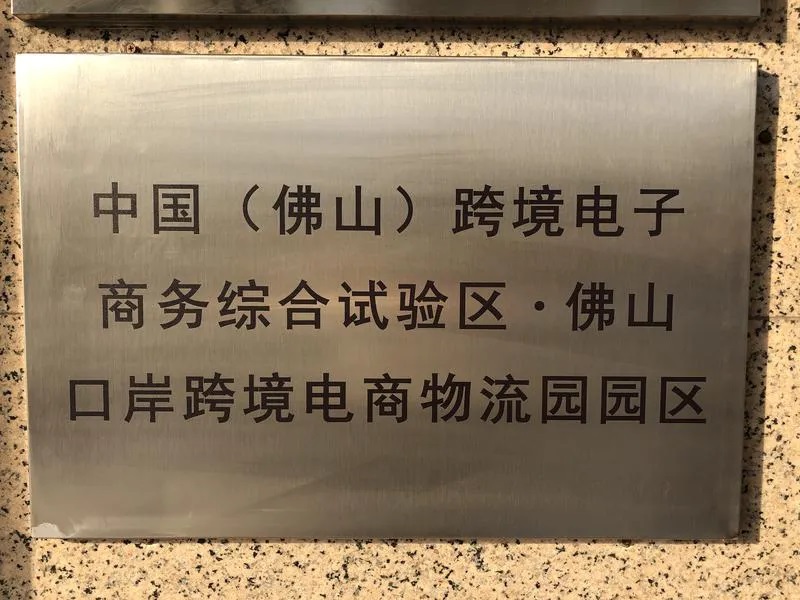 中国（佛山）跨境电子
商务综合试验区·佛山
口岸跨境电商物流园园区